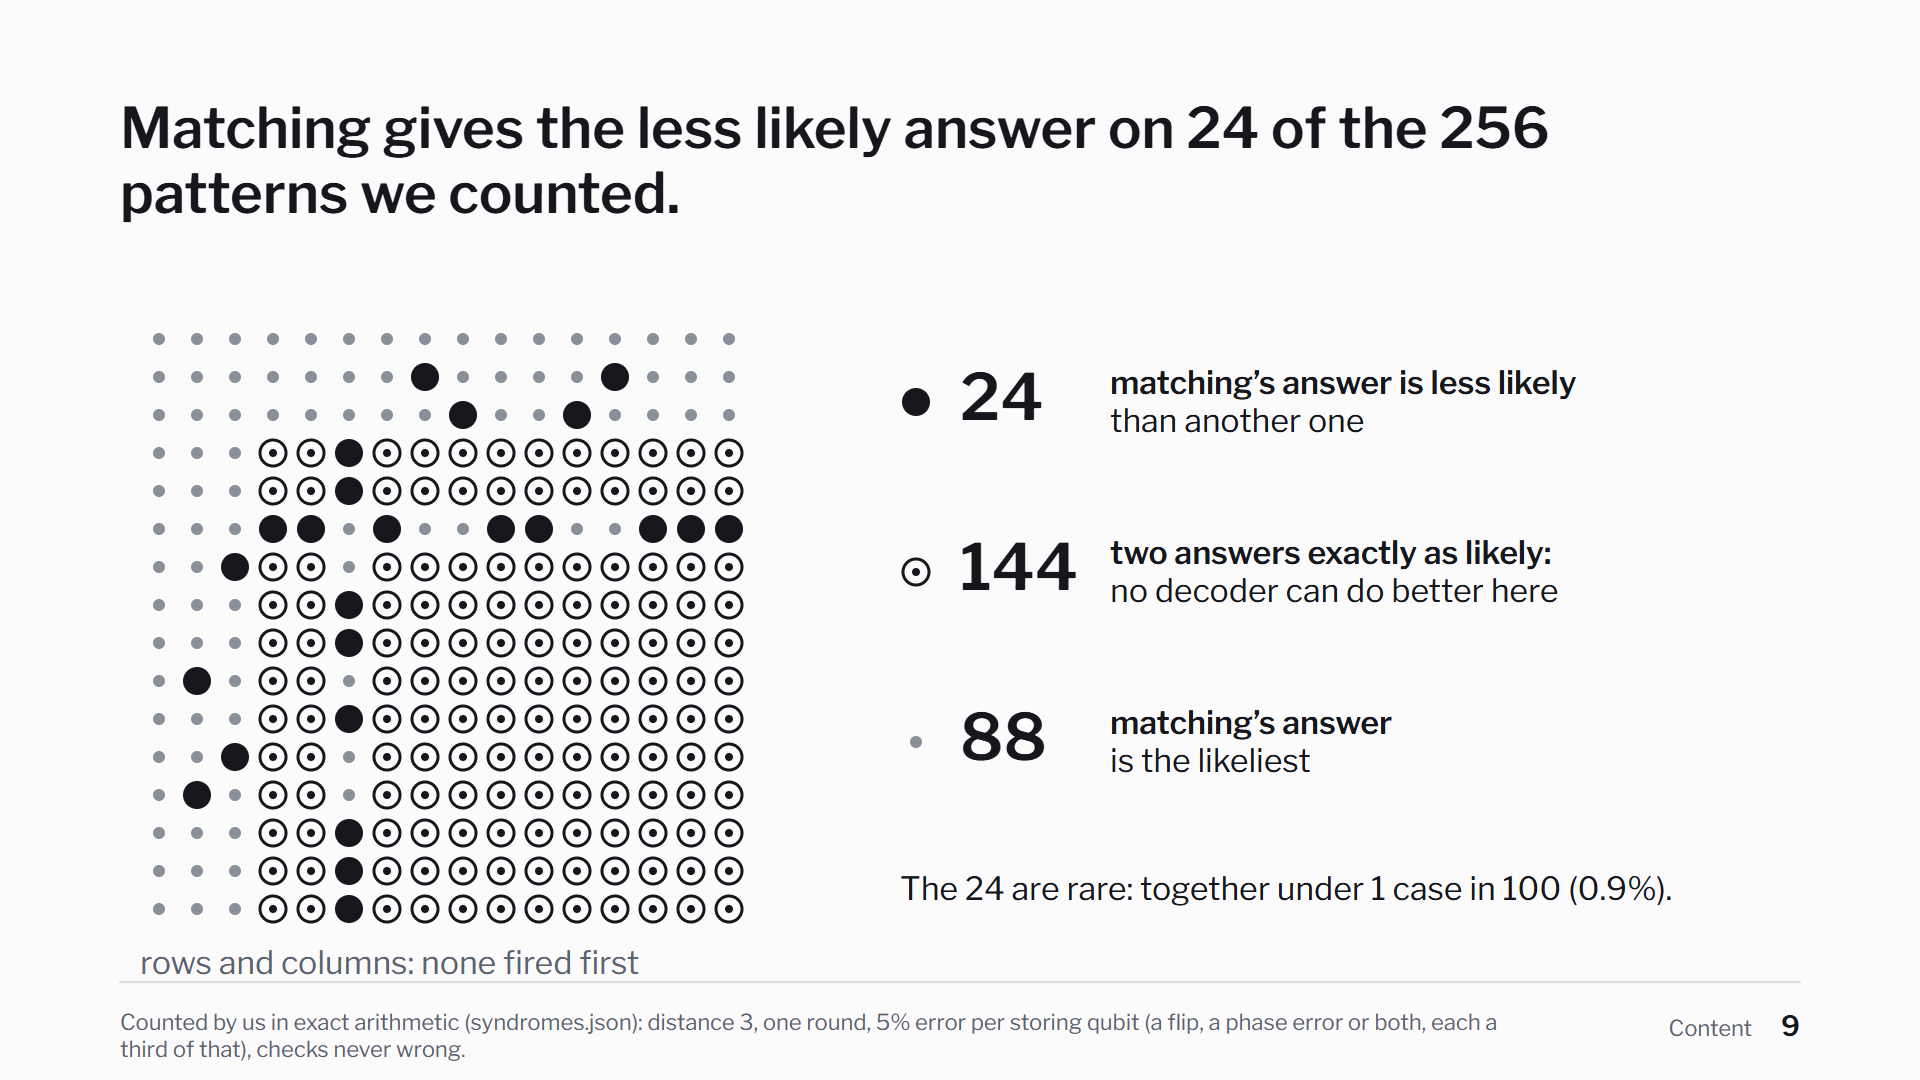 Matching gives the less likely answer on 24 of the 256
patterns we counted.
24
matching’s answer is less likely
than another one
144
two answers exactly as likely:
no decoder can do better here
88
matching’s answer
is the likeliest
The 24 are rare: together under 1 case in 100 (0.9%).
rows and columns: none fired first
Counted by us in exact arithmetic (syndromes.json): distance 3, one round, 5% error per storing qubit (a flip, a phase error or both, each a
third of that), checks never wrong.
Content 9